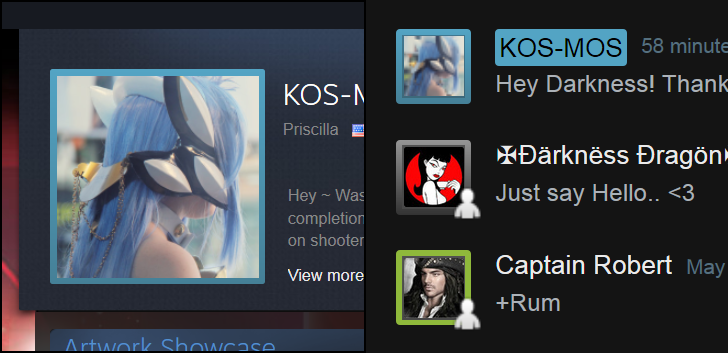 KOS-M
Priscilla
Hey ~ Was
completion
on shooter
View more
Artwork Showcase
KOS-MOS 58 minute
Hey Darkness! Thank
✠Ðärknëss Ðragön
Just say Hello.. <3
Captain Robert May
+Rum